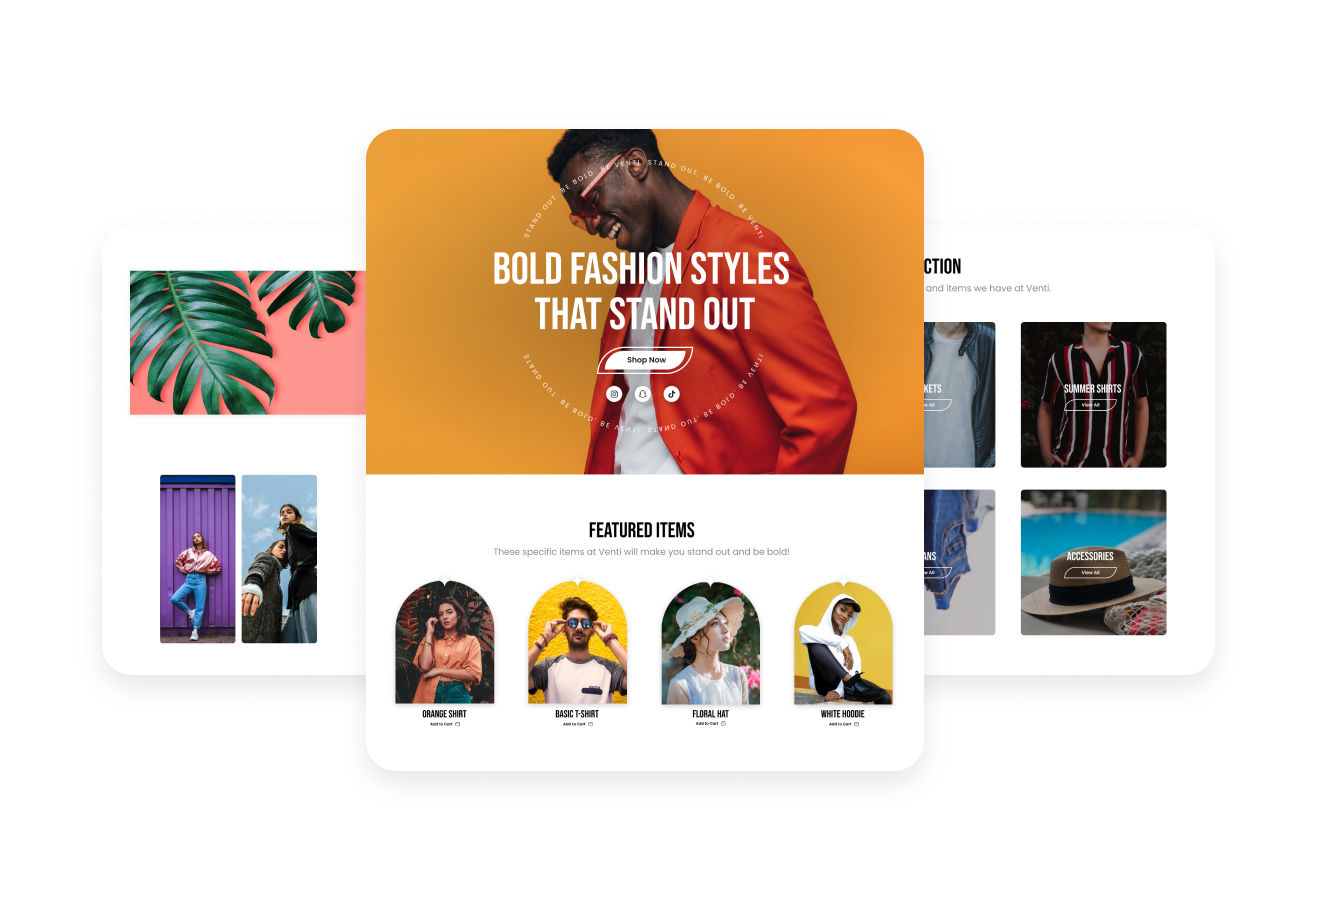 STAND OUT. BE BOLD. BE VENTI STAND OUT. BE BOLD. BE VENTI
BOLD FASHION STYLES
THAT STAND OUT
Shop Now
STAND OUT. BE BOLD. BE VENTI STAND OUT. BE BOLD. BE VENTI
FEATURED ITEMS
These specific items at Venti will make you stand out and be bold!
ORANGE SHIRT
Add to Cart
BASIC T-SHIRT
Add to Cart
FLORAL HAT
Add to Cart
WHITE HOODIE
Add to Cart
CTION
and items we have at Venti.
KETS
All
SUMMER SHIRTS
View All
ANS
All
ACCESSORIES
View All